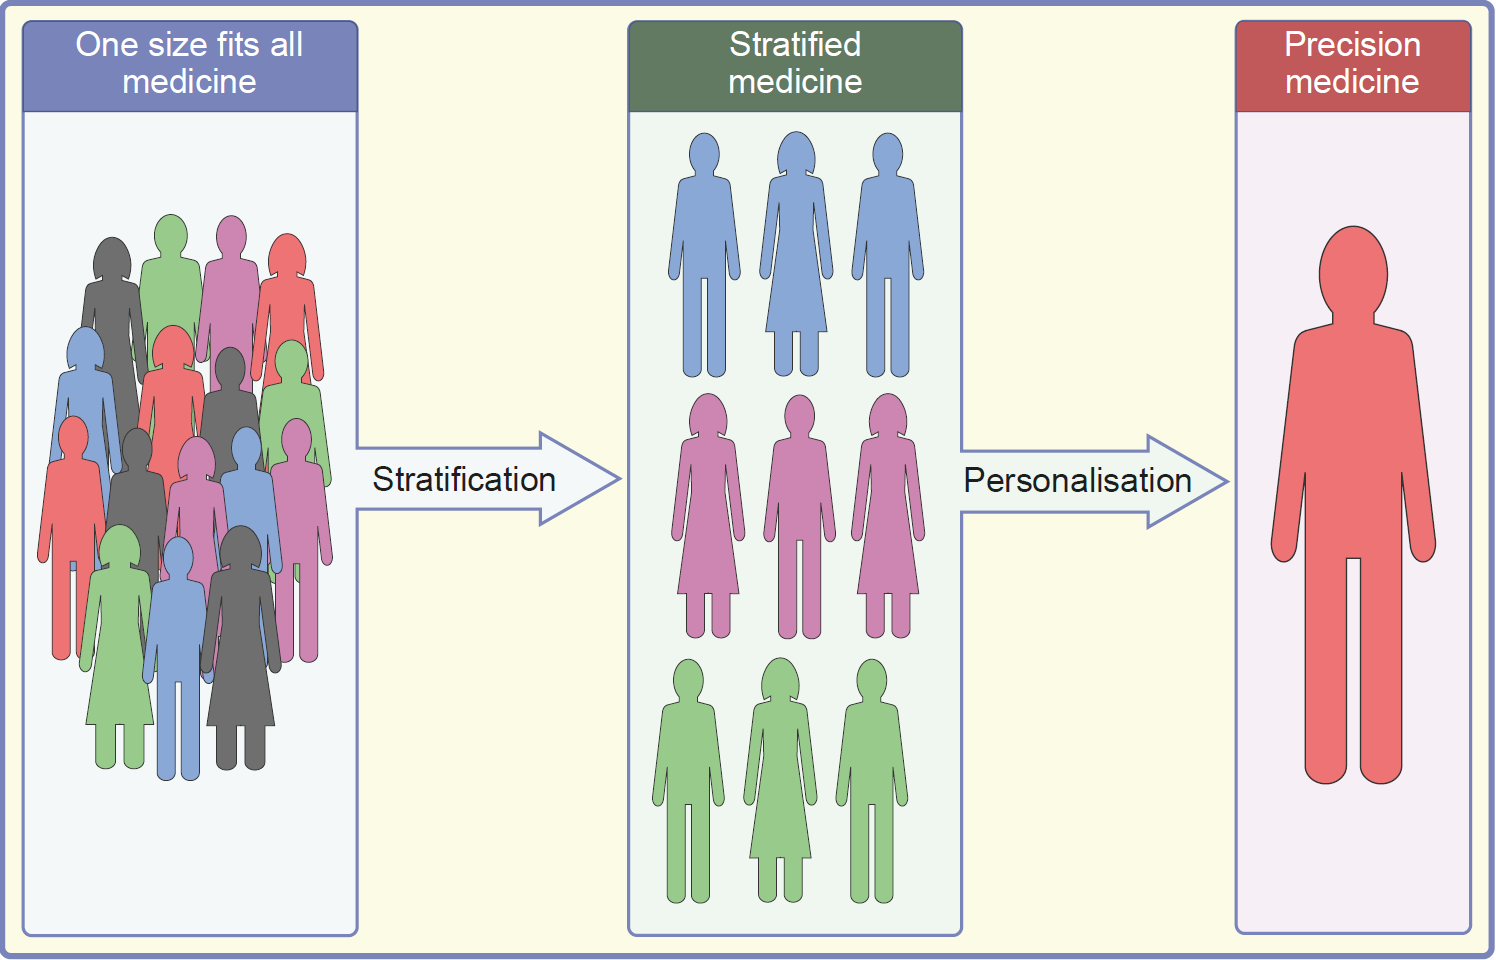 One size fits all
medicine
Stratified
medicine
Precision
medicine
Stratification
Personalisation